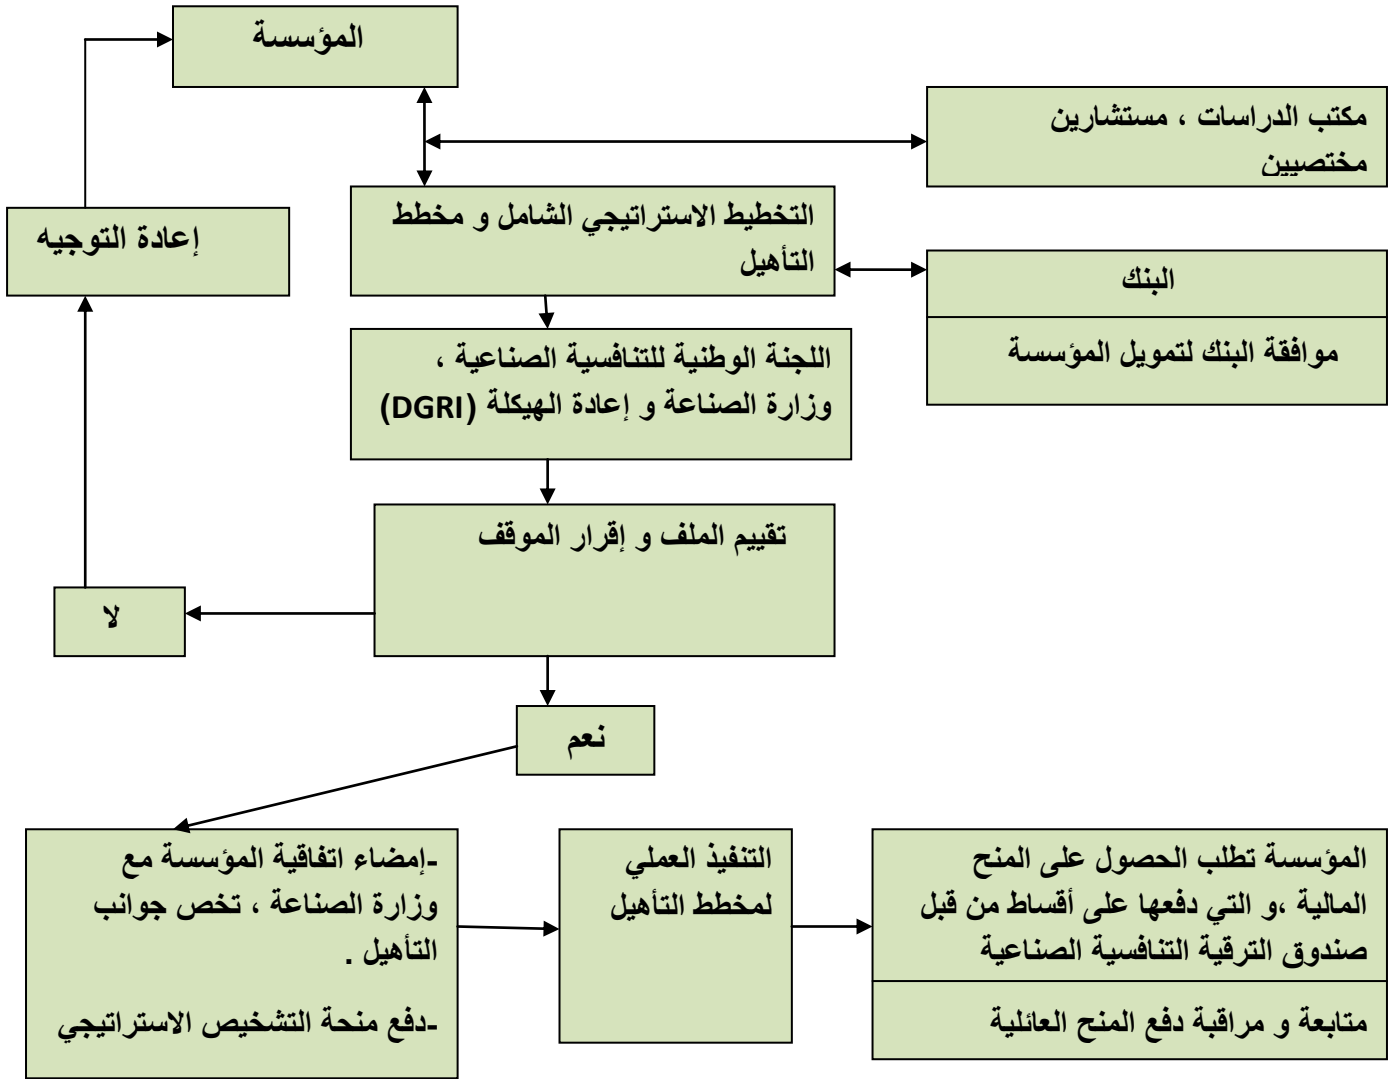 المؤسسة
مكتب الدراسات ، مستشارين
مختصيين
التخطيط الاستراتيجي الشامل و مخطط
التأهيل
إعادة التوجيه
البنك
موافقة البنك لتمويل المؤسسة
اللجنة الوطنية للتنافسية الصناعية ،
وزارة الصناعة و إعادة الهيكلة (DGRI)
تقييم الملف و إقرار الموقف
لا
نعم
-إمضاء اتفاقية المؤسسة مع
وزارة الصناعة ، تخص جوانب
التأهيل .
-دفع منحة التشخيص الاستراتيجي
التنفيذ العملي
لمخطط التأهيل
المؤسسة تطلب الحصول على المنح
المالية ،و التي دفعها على أقساط من قبل
صندوق الترقية التنافسية الصناعية
متابعة و مراقبة دفع المنح العائلية